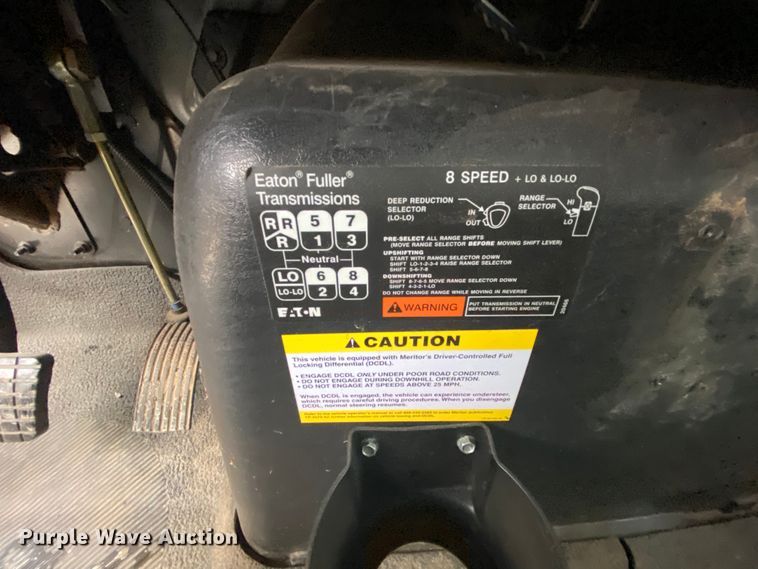 Eaton® Fuller®
Transmissions
8 SPEED + LO & LO-LO
DEEP REDUCTION
SELECTOR
(LO-LO)
IN
OUT
RANGE
SELECTOR
HI
LO
R R 5 7
R 1 3
Neutral
LO 6 8
LO-LO 2 4
EATON
PRE-SELECT ALL RANGE SHIFTS
(MOVE RANGE SELECTOR BEFORE MOVING SHIFT LEVER)
UPSHIFTING
START WITH RANGE SELECTOR DOWN
SHIFT LO-1-2-3-4 RAISE RANGE SELECTOR
SHIFT 5-6-7-8
DOWNSHIFTING
SHIFT 8-7-6-5 MOVE RANGE SELECTOR DOWN
SHIFT 4-3-2-1-LO
DO NOT CHANGE RANGE WHILE MOVING IN REVERSE
WARNING
PUT TRANSMISSION IN NEUTRAL
BEFORE STARTING ENGINE
CAUTION
This vehicle is equipped with Meritor's Driver-Controlled Full
Locking Differential (DCDL).
• ENGAGE DCDL ONLY UNDER POOR ROAD CONDITIONS.
• DO NOT ENGAGE DURING DOWNHILL OPERATION.
• DO NOT ENGAGE AT SPEEDS ABOVE 25 MPH.
When DCDL is engaged, the vehicle can experience understeer,
which requires careful driving procedures. When you disengage
DCDL, normal steering resumes.
Purple Wave Auction